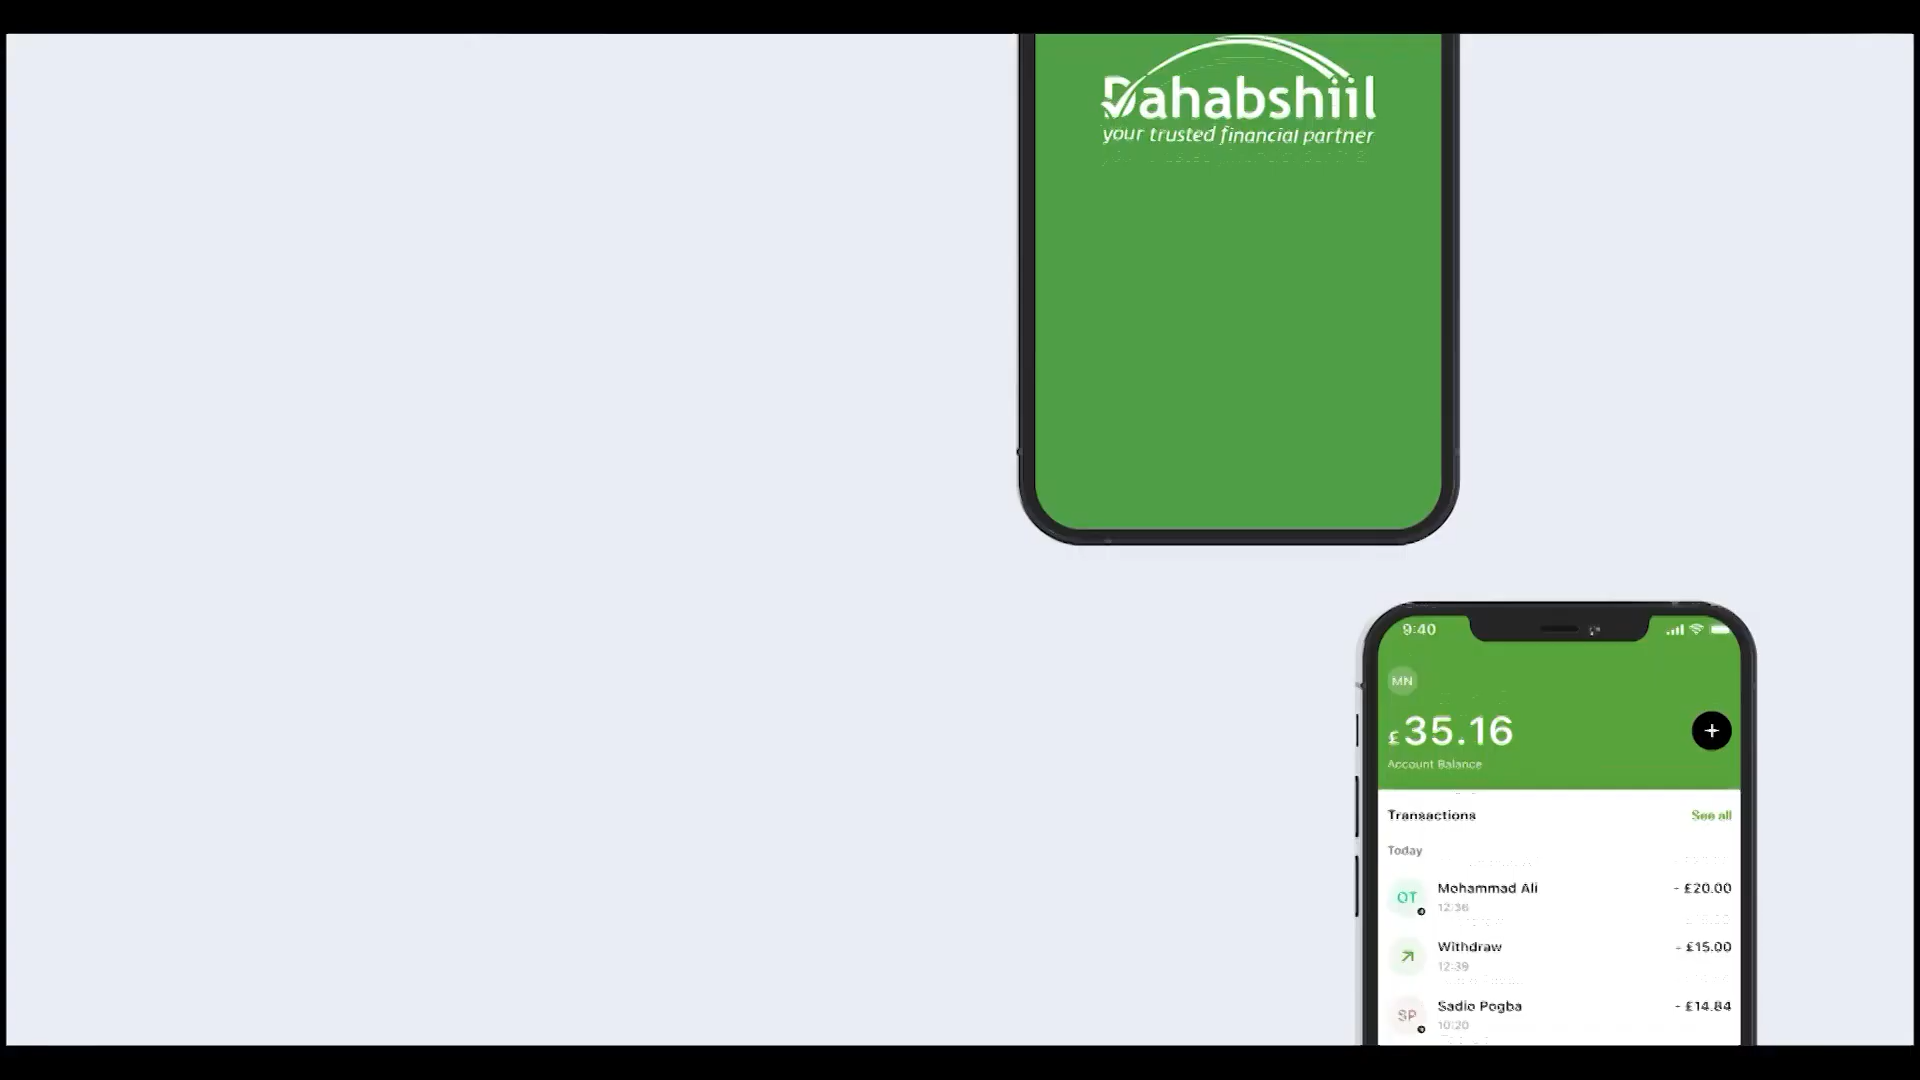 Dahabshiil
your trusted financial partner
9:40
MN
£35.16
+
Account Balance
Transactions See all
Today
OT Mohammad Ali - £20.00
12:36
Withdraw - £15.00
12:39
SP Sadio Pogba - £14.84
10:20